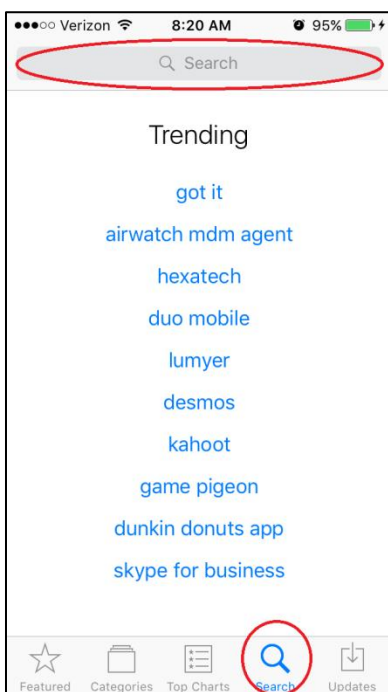 Verizon 8:20 AM 95%
Search
Trending
got it
airwatch mdm agent
hexatech
duo mobile
lumyer
desmos
kahoot
game pigeon
dunkin donuts app
skype for business
Featured Categories Top Charts Search Updates